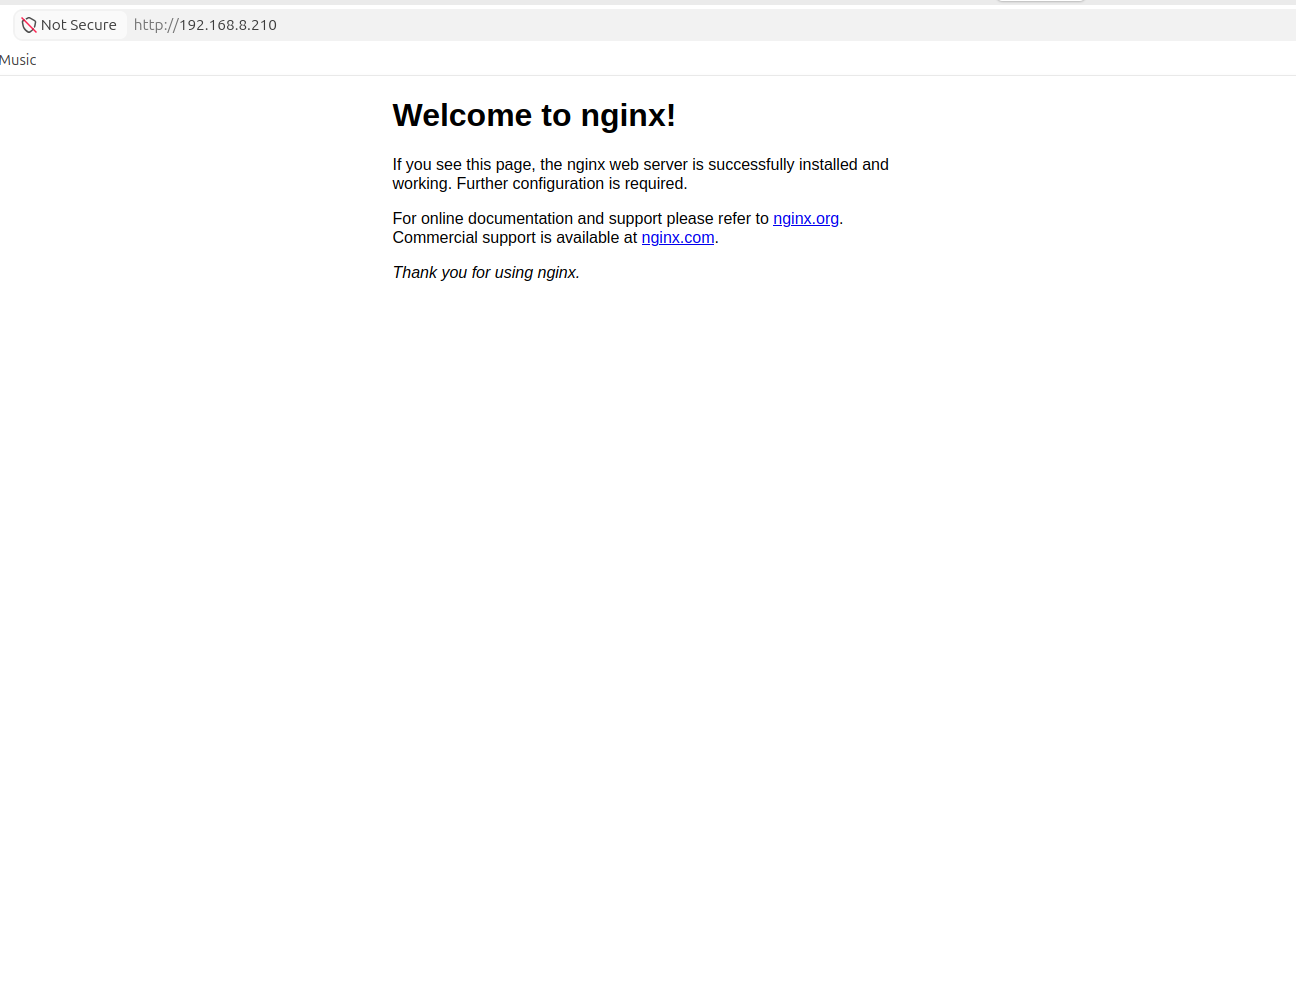 Not Secure http://192.168.8.210
Music
Welcome to nginx!
If you see this page, the nginx web server is successfully installed and
working. Further configuration is required.
For online documentation and support please refer to nginx.org.
Commercial support is available at nginx.com.
Thank you for using nginx.